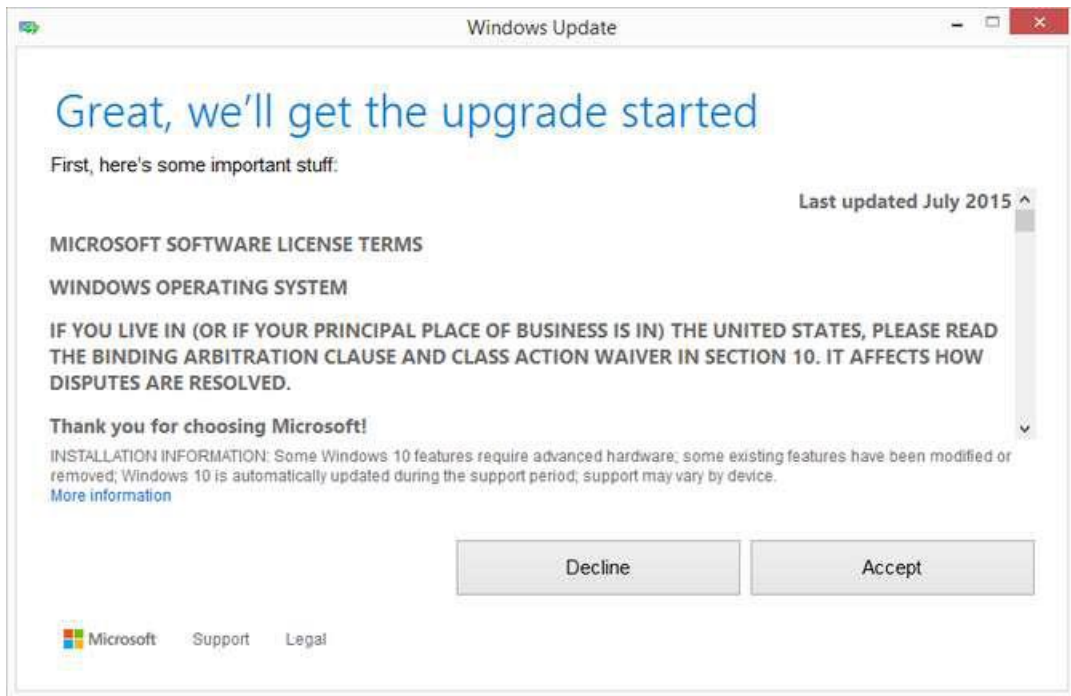 Windows Update
Great, we'll get the upgrade started
First, here's some important stuff:
Last updated July 2015
MICROSOFT SOFTWARE LICENSE TERMS
WINDOWS OPERATING SYSTEM
IF YOU LIVE IN (OR IF YOUR PRINCIPAL PLACE OF BUSINESS IS IN) THE UNITED STATES, PLEASE READ
THE BINDING ARBITRATION CLAUSE AND CLASS ACTION WAIVER IN SECTION 10. IT AFFECTS HOW
DISPUTES ARE RESOLVED.
Thank you for choosing Microsoft!
INSTALLATION INFORMATION: Some Windows 10 features require advanced hardware; some existing features have been modified or
removed; Windows 10 is automatically updated during the support period; support may vary by device.
More information
Decline
Accept
Microsoft Support Legal